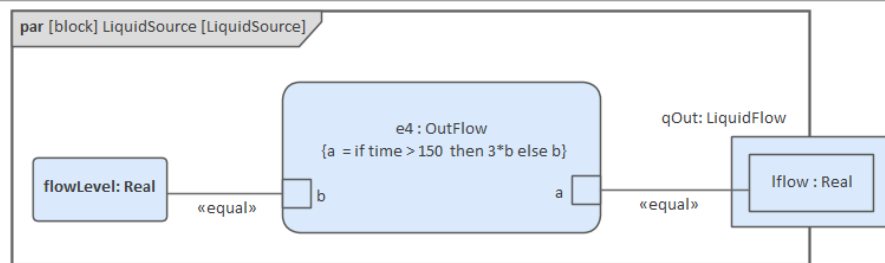 par [block] LiquidSource [LiquidSource]
qOut: LiquidFlow
e4 : OutFlow
{a = if time > 150 then 3*b else b}
flowLevel: Real
«equal»
b
a
«equal»
lflow : Real